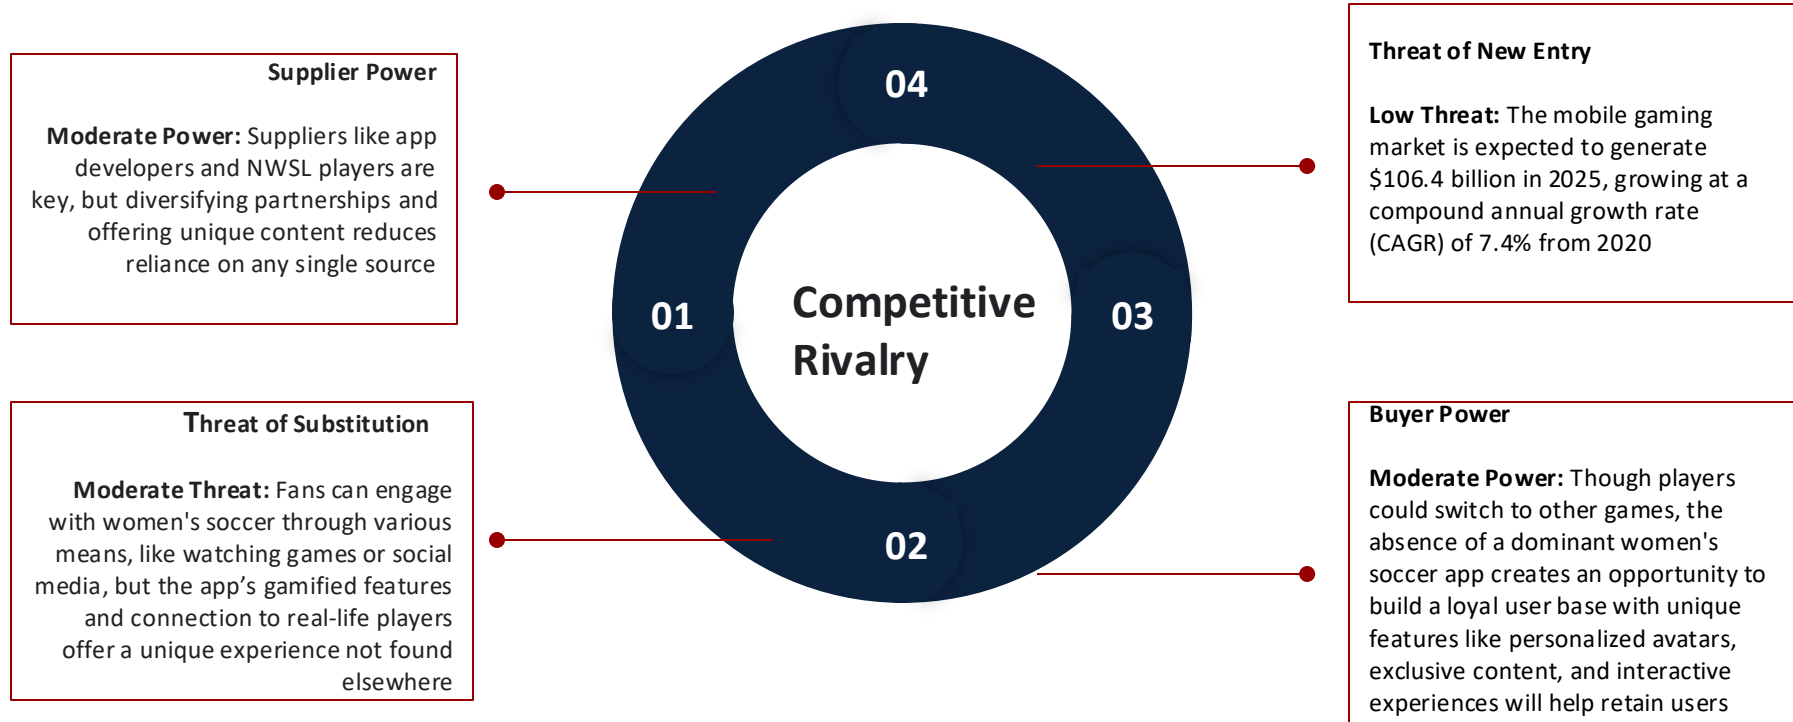 Supplier Power
Moderate Power: Suppliers like app
developers and NWSL players are
key, but diversifying partnerships and
offering unique content reduces
reliance on any single source
Threat of Substitution
Moderate Threat: Fans can engage
with women's soccer through various
means, like watching games or social
media, but the app’s gamified features
and connection to real-life players
offer a unique experience not found
elsewhere
04
01
Competitive
Rivalry
03
02
Threat of New Entry
Low Threat: The mobile gaming
market is expected to generate
$106.4 billion in 2025, growing at a
compound annual growth rate
(CAGR) of 7.4% from 2020
Buyer Power
Moderate Power: Though players
could switch to other games, the
absence of a dominant women's
soccer app creates an opportunity to
build a loyal user base with unique
features like personalized avatars,
exclusive content, and interactive
experiences will help retain users